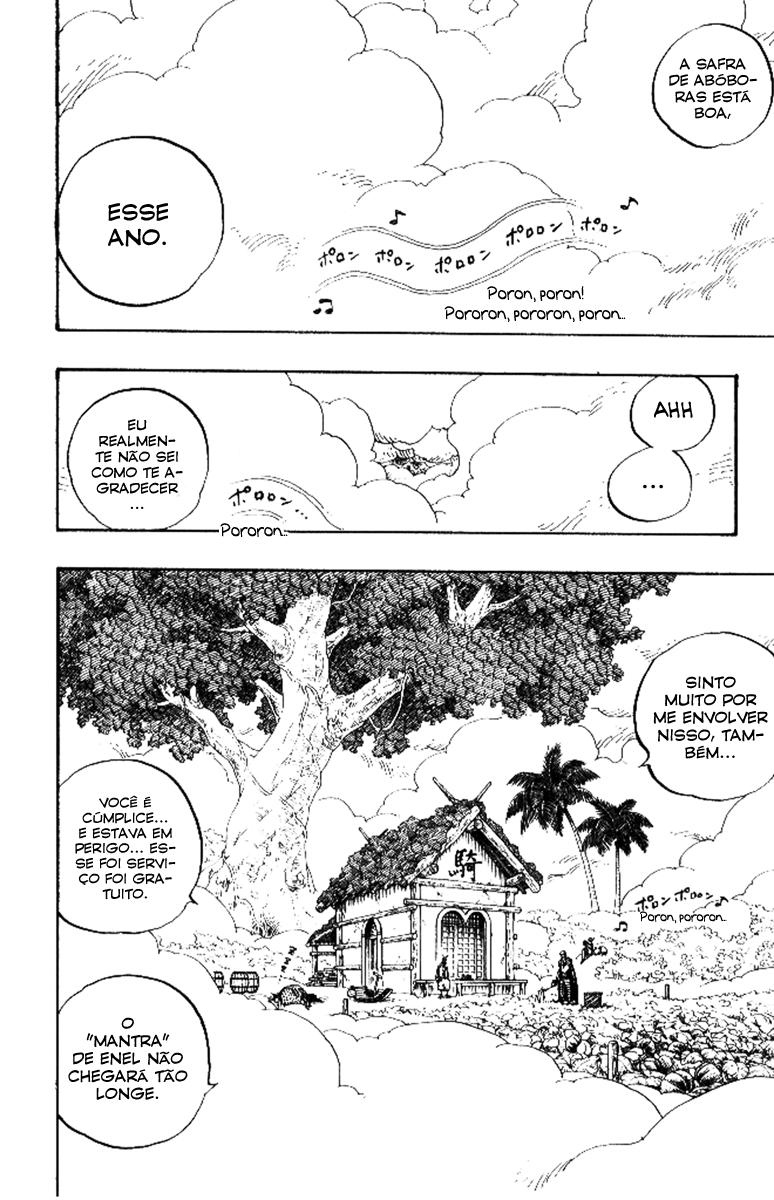 A SAFRA
DE ABÓBO-
RAS ESTÁ
BOA,
ESSE
ANO.
ポロン ポロン ポロロン ポロロン ポロン
Poron, poron!
Pororon, pororon, poron...
AHH
...
EU
REALMEN-
TE NÃO SEI
COMO TE A-
GRADECER
...
ポロロン...
Pororon...
SINTO
MUITO POR
ME ENVOLVER
NISSO, TAM-
BÉM...
VOCÊ É
CÚMPLICE...
E ESTAVA EM
PERIGO... ES-
SE FOI SERVI-
ÇO FOI GRA-
TUITO.
騎
ポロン ポロロン
Poron, pororon...
O
"MANTRA"
DE ENEL NÃO
CHEGARÁ TÃO
LONGE.